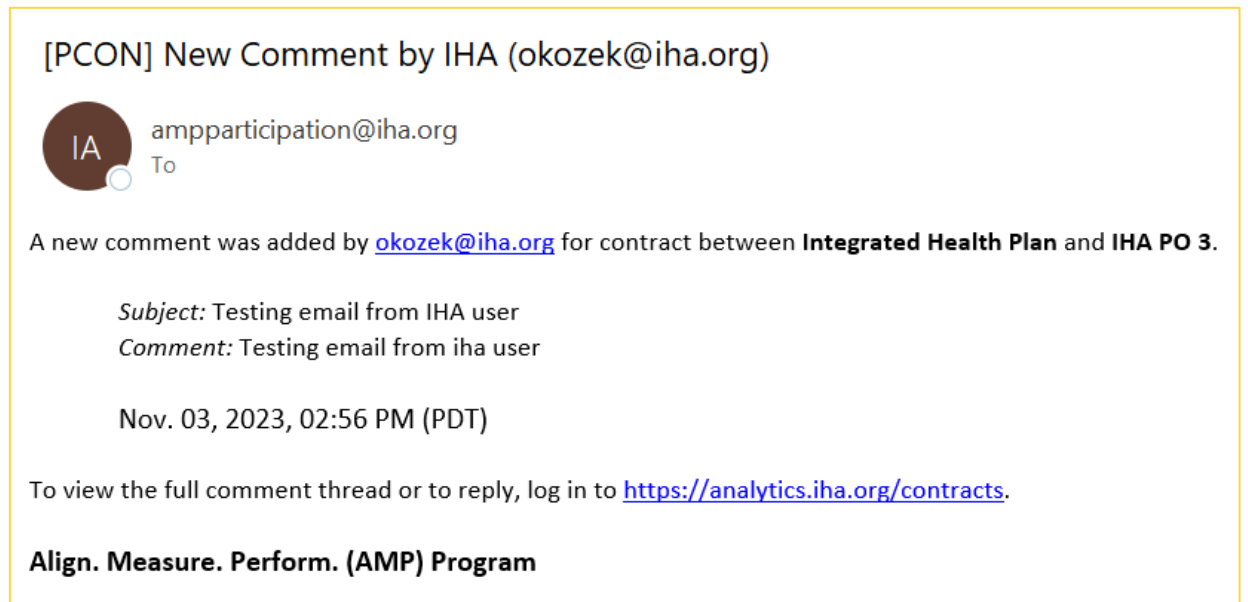 [PCON] New Comment by IHA (okozek@iha.org)
IA
ampparticipation@iha.org
To
A new comment was added by okozek@iha.org for contract between Integrated Health Plan and IHA PO 3.
Subject: Testing email from IHA user
Comment: Testing email from iha user
Nov. 03, 2023, 02:56 PM (PDT)
To view the full comment thread or to reply, log in to https://analytics.iha.org/contracts.
Align. Measure. Perform. (AMP) Program